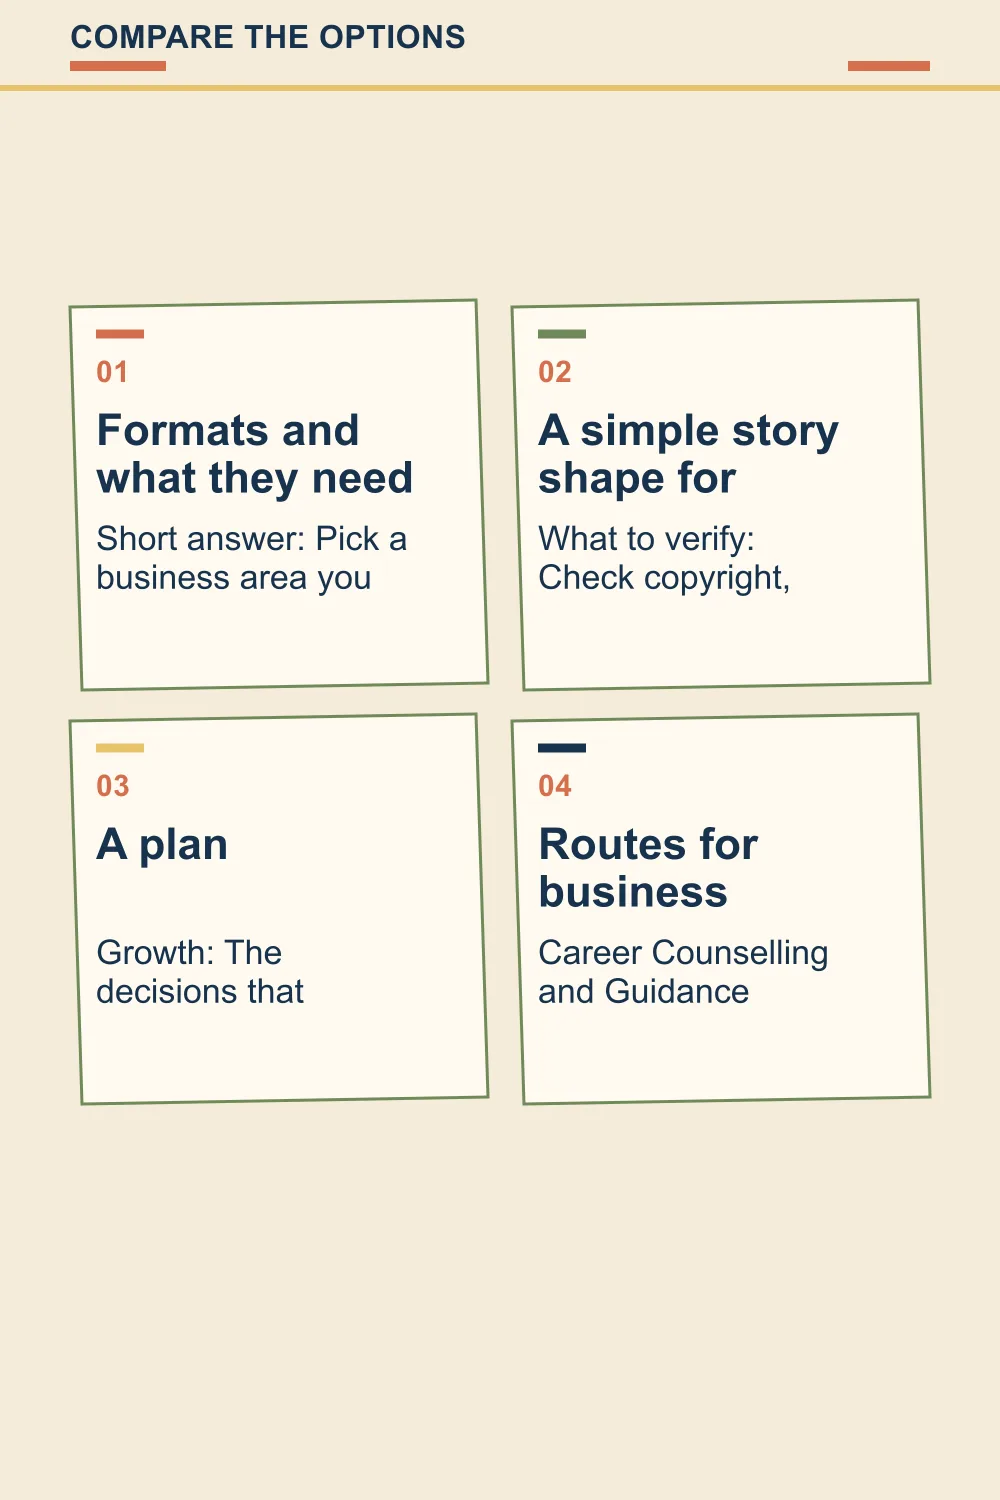 COMPARE THE OPTIONS
01
Formats and
what they need
Short answer: Pick a
business area you
02
A simple story
shape for
What to verify:
Check copyright,
03
A plan
Growth: The
decisions that
04
Routes for
business
Career Counselling
and Guidance